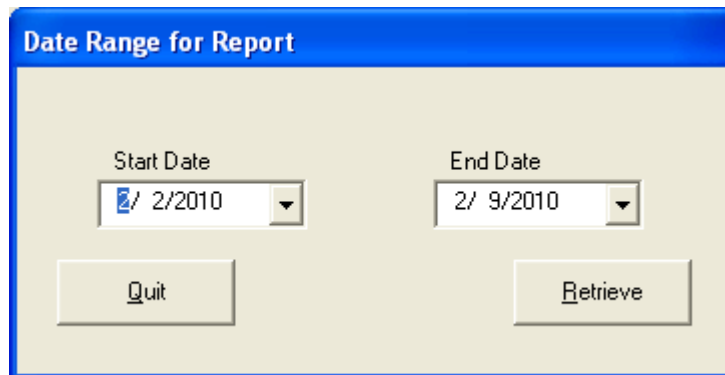 Date Range for Report
Start Date End Date
2/ 2/2010 2/ 9/2010
Quit Retrieve